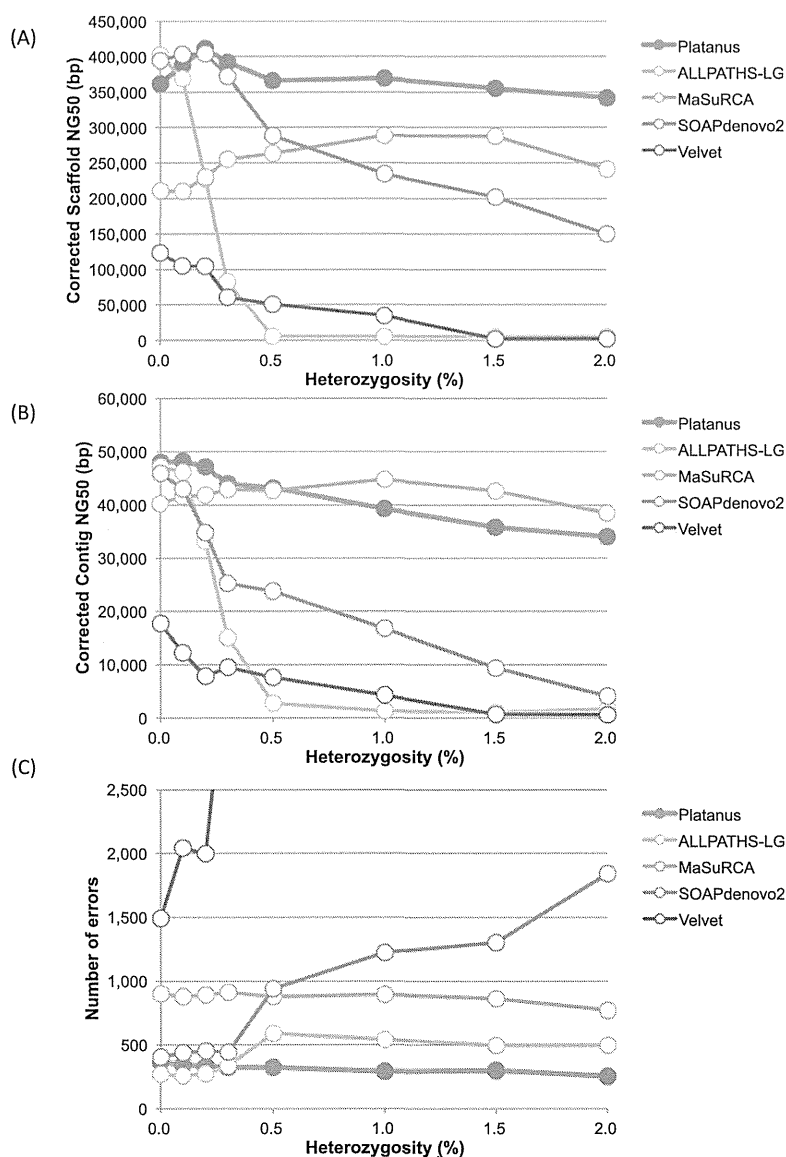 (A)
Corrected Scaffold NG50 (bp)
450,000
400,000
350,000
300,000
250,000
200,000
150,000
100,000
50,000
0
0.0 0.5 1.0 1.5 2.0
Heterozygosity (%)
Platanus
ALLPATHS-LG
MaSuRCA
SOAPdenovo2
Velvet
(B)
Corrected Contig NG50 (bp)
60,000
50,000
40,000
30,000
20,000
10,000
0
0.0 0.5 1.0 1.5 2.0
Heterozygosity (%)
Platanus
ALLPATHS-LG
MaSuRCA
SOAPdenovo2
Velvet
(C)
Number of errors
2,500
2,000
1,500
1,000
500
0
0.0 0.5 1.0 1.5 2.0
Heterozygosity (%)
Platanus
ALLPATHS-LG
MaSuRCA
SOAPdenovo2
Velvet